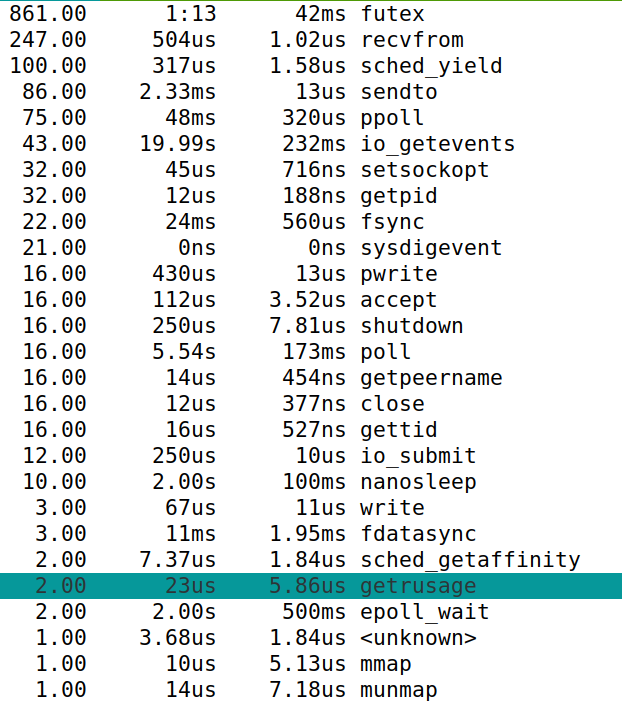 861.00 1:13 42ms futex
247.00 504us 1.02us recvfrom
100.00 317us 1.58us sched_yield
86.00 2.33ms 13us sendto
75.00 48ms 320us ppoll
43.00 19.99s 232ms io_getevents
32.00 45us 716ns setsockopt
32.00 12us 188ns getpid
22.00 24ms 560us fsync
21.00 0ns 0ns sysdigevent
16.00 430us 13us pwrite
16.00 112us 3.52us accept
16.00 250us 7.81us shutdown
16.00 5.54s 173ms poll
16.00 14us 454ns getpeername
16.00 12us 377ns close
16.00 16us 527ns gettid
12.00 250us 10us io_submit
10.00 2.00s 100ms nanosleep
3.00 67us 11us write
3.00 11ms 1.95ms fdatasync
2.00 7.37us 1.84us sched_getaffinity
2.00 23us 5.86us getrusage
2.00 2.00s 500ms epoll_wait
1.00 3.68us 1.84us <unknown>
1.00 10us 5.13us mmap
1.00 14us 7.18us munmap